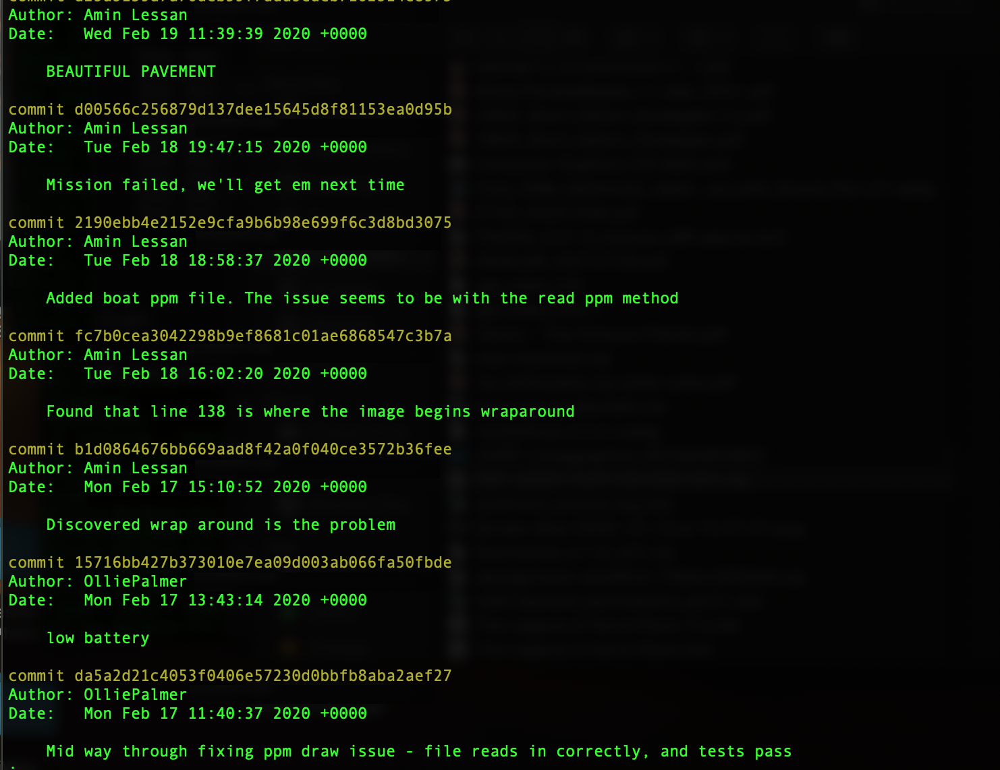 Author: Amin Lessan
Date:   Wed Feb 19 11:39:39 2020 +0000
BEAUTIFUL PAVEMENT
commit d00566c256879d137dee15645d8f81153ea0d95b
Author: Amin Lessan
Date:   Tue Feb 18 19:47:15 2020 +0000
Mission failed, we'll get em next time
commit 2190ebb4e2152e9cfa9b6b98e699f6c3d8bd3075
Author: Amin Lessan
Date:   Tue Feb 18 18:58:37 2020 +0000
Added boat ppm file. The issue seems to be with the read ppm method
commit fc7b0cea3042298b9ef8681c01ae6868547c3b7a
Author: Amin Lessan
Date:   Tue Feb 18 16:02:20 2020 +0000
Found that line 138 is where the image begins wraparound
commit b1d0864676bb669aad8f42a0f040ce3572b36fee
Author: Amin Lessan
Date:   Mon Feb 17 15:10:52 2020 +0000
Discovered wrap around is the problem
commit 15716bb427b373010e7ea09d003ab066fa50fbde
Author: OlliePalmer
Date:   Mon Feb 17 13:43:14 2020 +0000
low battery
commit da5a2d21c4053f0406e57230d0bbfb8aba2aef27
Author: OlliePalmer
Date:   Mon Feb 17 11:40:37 2020 +0000
Mid way through fixing ppm draw issue - file reads in correctly, and tests pass